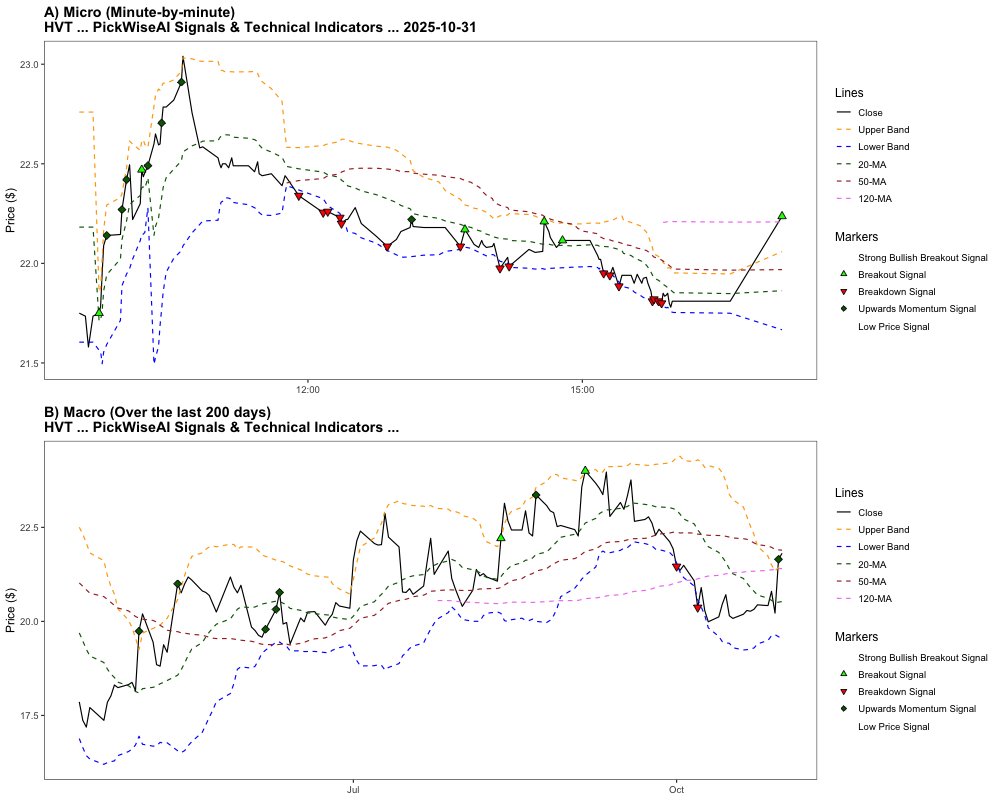 A) Micro (Minute-by-minute)
HVT ... PickWiseAI Signals & Technical Indicators ... 2025-10-31
Price ($)
23.0
22.5
22.0
21.5
12:00
15:00
Lines
Close
Upper Band
Lower Band
20-MA
50-MA
120-MA
Markers
Strong Bullish Breakout Signal
Breakout Signal
Breakdown Signal
Upwards Momentum Signal
Low Price Signal
B) Macro (Over the last 200 days)
HVT ... PickWiseAI Signals & Technical Indicators ...
Price ($)
22.5
20.0
17.5
Jul
Oct
Lines
Close
Upper Band
Lower Band
20-MA
50-MA
120-MA
Markers
Strong Bullish Breakout Signal
Breakout Signal
Breakdown Signal
Upwards Momentum Signal
Low Price Signal